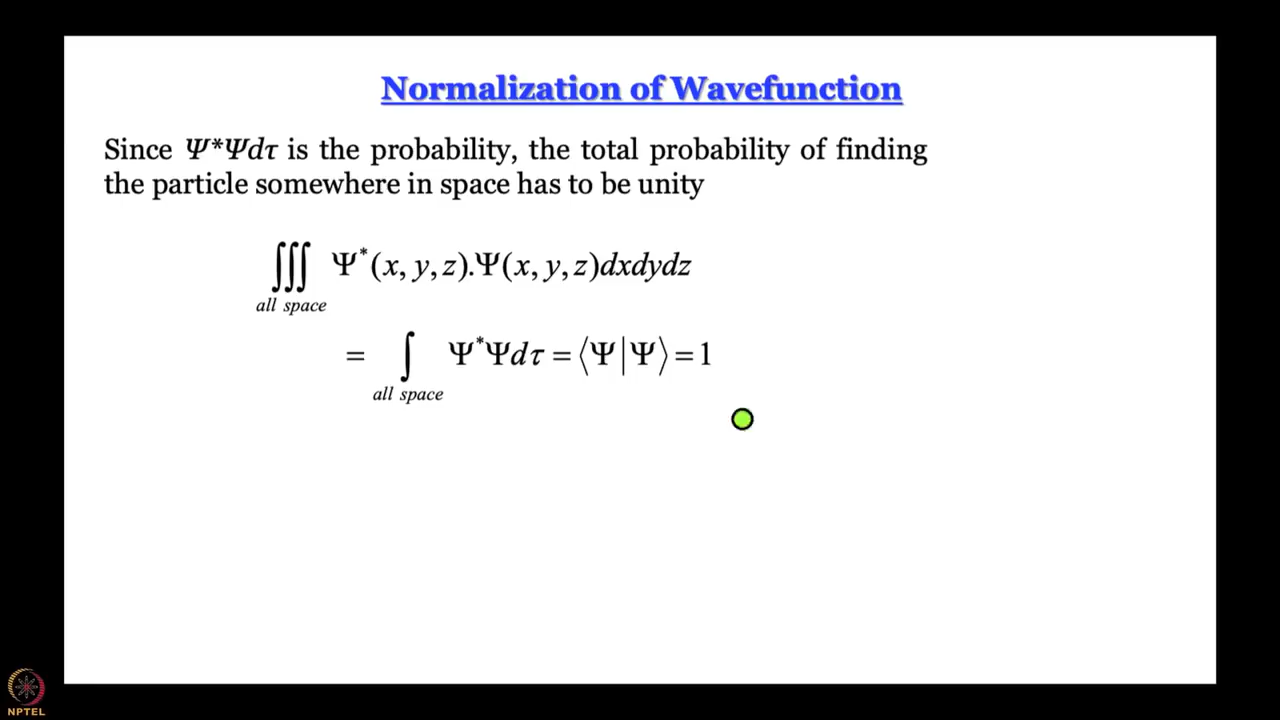 Normalization of Wavefunction
Since Ψ*Ψdτ is the probability, the total probability of finding
the particle somewhere in space has to be unity
∭ Ψ*(x, y, z).Ψ(x, y, z)dxdydz
all space
= ∫ Ψ*Ψdτ = ⟨Ψ|Ψ⟩ = 1
all space
NPTEL